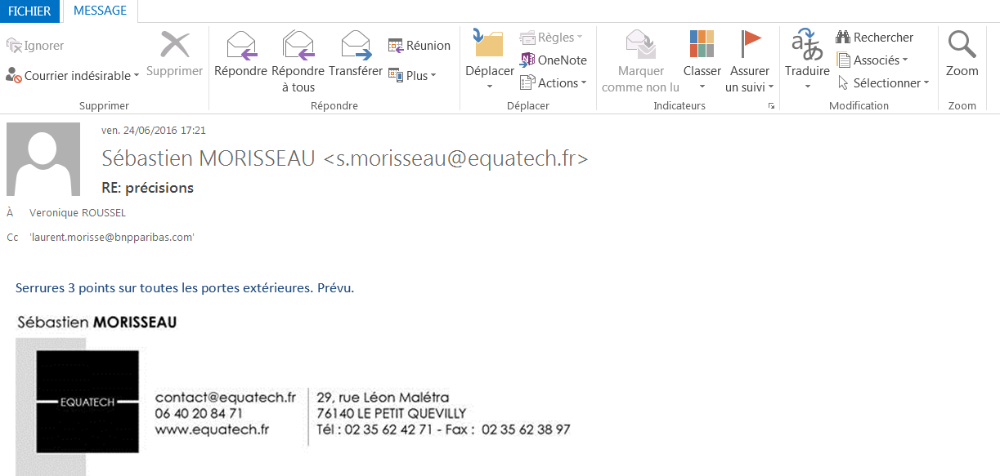 FICHIER MESSAGE
Ignorer
Courrier indésirable
Supprimer
Supprimer
Répondre
Répondre
à tous
Transférer
Réunion
Plus
Répondre
Déplacer
Règles
OneNote
Actions
Déplacer
Marquer
comme non lu
Classer
Assurer
un suivi
Indicateurs
Traduire
Rechercher
Associés
Sélectionner
Modification
Zoom
Zoom
ven. 24/06/2016 17:21
Sébastien MORISSEAU <s.morisseau@equatech.fr>
RE: précisions
À Veronique ROUSSEL
Cc 'laurent.morisse@bnpparibas.com'
Serrures 3 points sur toutes les portes extérieures. Prévu.
Sébastien MORISSEAU
EQUATECH
contact@equatech.fr
06 40 20 84 71
www.equatech.fr
29, rue Léon Malétra
76140 LE PETIT QUEVILLY
Tél : 02 35 62 42 71 - Fax : 02 35 62 38 97